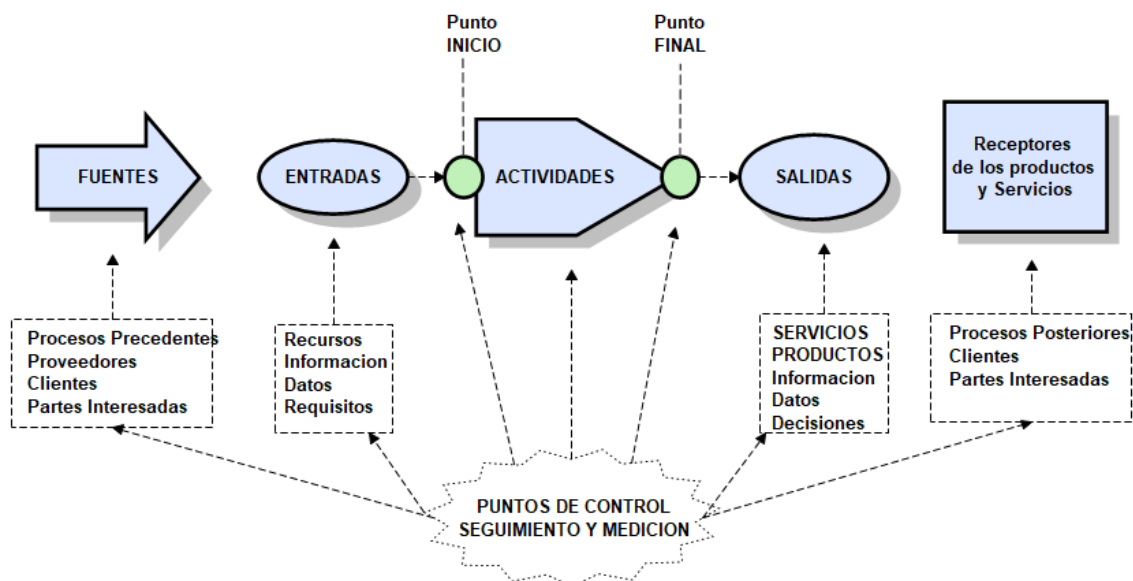 Punto
INICIO
Punto
FINAL
FUENTES
ENTRADAS
ACTIVIDADES
SALIDAS
Receptores
de los productos
y Servicios
Procesos Precedentes
Proveedores
Clientes
Partes Interesadas
Recursos
Informacion
Datos
Requisitos
SERVICIOS
PRODUCTOS
Informacion
Datos
Decisiones
Procesos Posteriores
Clientes
Partes Interesadas
PUNTOS DE CONTROL
SEGUIMIENTO Y MEDICION